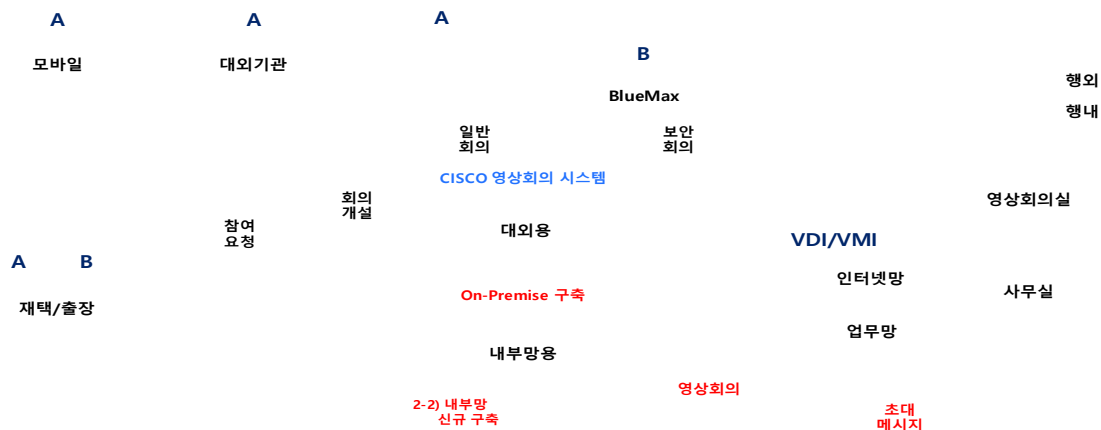 A
A
A
B
모바일
대외기관
BlueMax
행외
행내
일반
회의
보안
회의
CISCO 영상회의 시스템
회의
개설
영상회의실
참여
요청
대외용
VDI/VMI
A B
인터넷망
사무실
재택/출장
On-Premise 구축
업무망
내부망용
영상회의
2-2) 내부망
신규 구축
초대
메시지